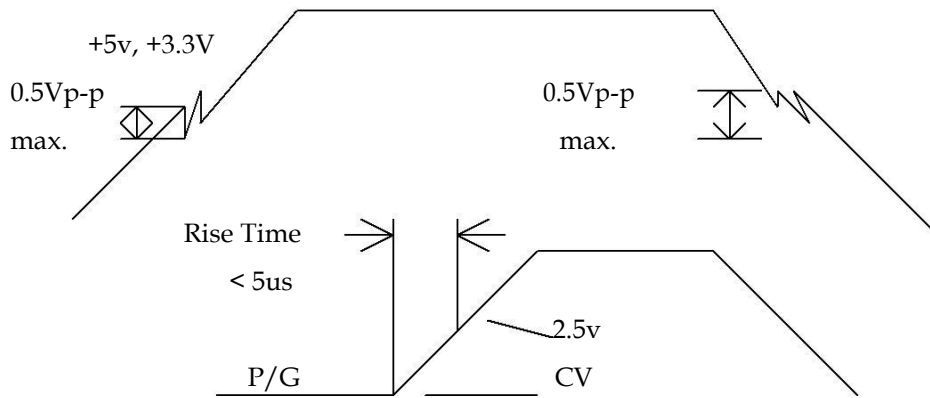 +5v, +3.3V
0.5Vp-p
max.
0.5Vp-p
max.
Rise Time
< 5us
2.5v
P/G
CV